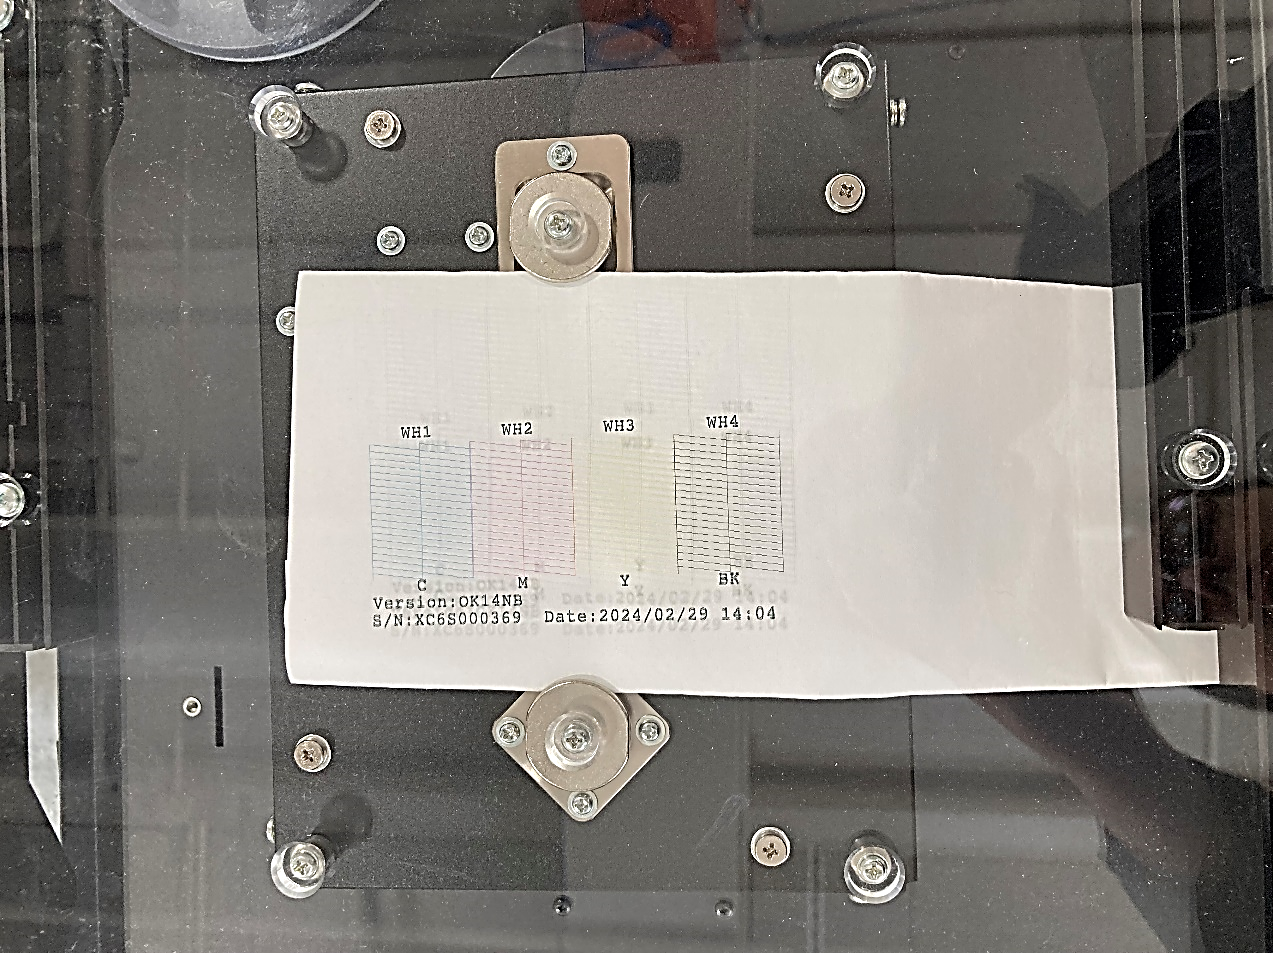 WH1 WH2 WH3 WH4
C M Y BK
Version:OK14NB
S/N:XC6S000369 Date:2024/02/29 14:04